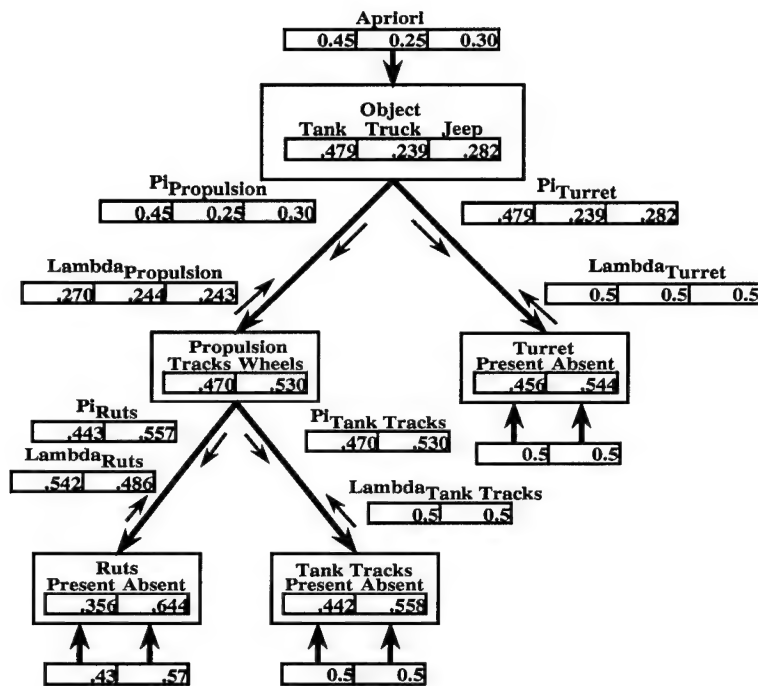 Apriori
0.45 0.25 0.30
Object
Tank Truck Jeep
.479 .239 .282
PiPropulsion
0.45 0.25 0.30
PiTurret
.479 .239 .282
LambdaPropulsion
.270 .244 .243
LambdaTurret
0.5 0.5 0.5
Propulsion
Tracks Wheels
.470 .530
Turret
Present Absent
.456 .544
PiRuts
.443 .557
PiTank Tracks
.470 .530
0.5 0.5
LambdaRuts
.542 .486
LambdaTank Tracks
0.5 0.5
Ruts
Present Absent
.356 .644
Tank Tracks
Present Absent
.442 .558
.43 .57
0.5 0.5